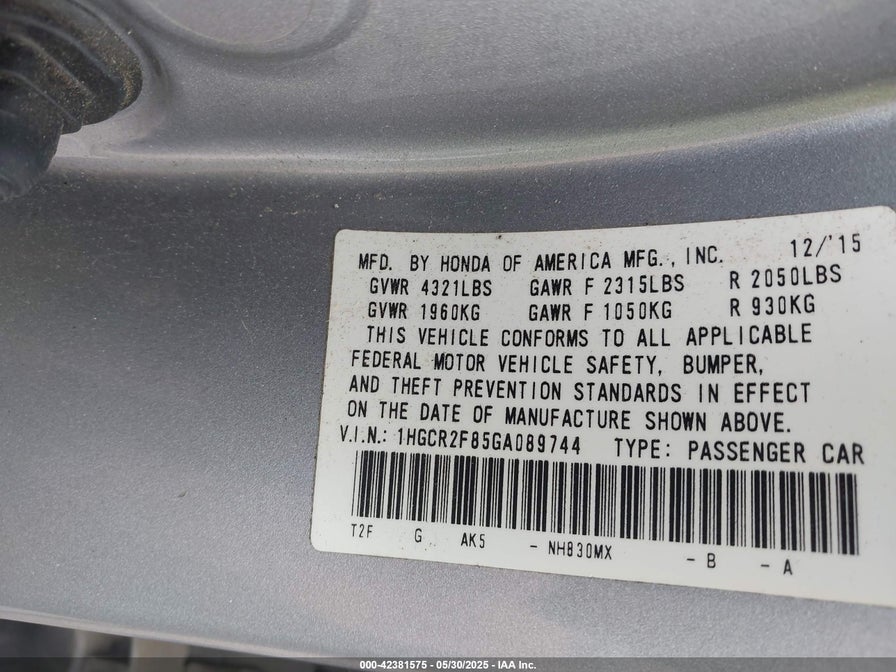 MFD. BY HONDA OF AMERICA MFG., INC. 12/'15
GVWR 4321LBS GAWR F 2315LBS R 2050LBS
GVWR 1960KG GAWR F 1050KG R 930KG
THIS VEHICLE CONFORMS TO ALL APPLICABLE
FEDERAL MOTOR VEHICLE SAFETY, BUMPER,
AND THEFT PREVENTION STANDARDS IN EFFECT
ON THE DATE OF MANUFACTURE SHOWN ABOVE.
V.I.N.: 1HGCR2F85GA089744 TYPE: PASSENGER CAR
T2F G AK5 - NH830MX - B - A
000-42381575 — 05/30/2025 — IAA Inc.